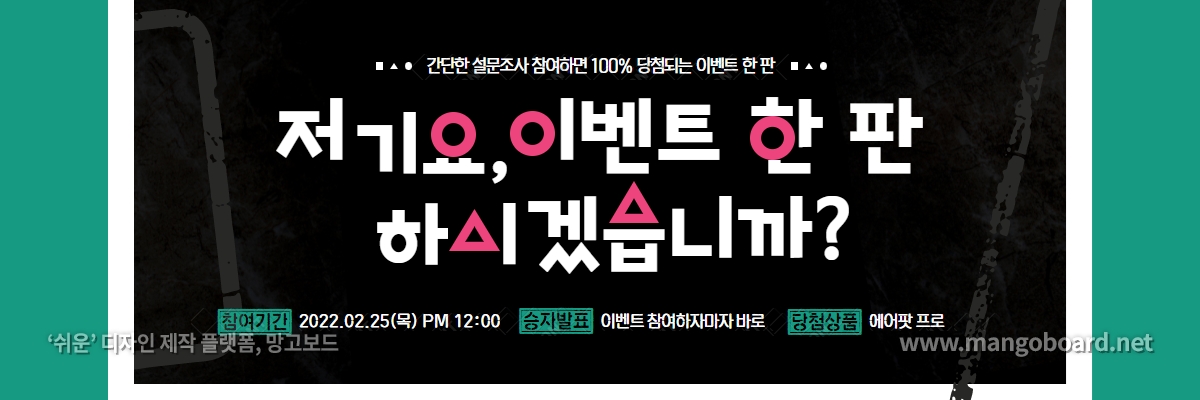 간단한 설문조사 참여하면 100% 당첨되는 이벤트 한 판
저기요, 이벤트 한 판
하시겠습니까?
참여기간 2022.02.25(목) PM 12:00 승자발표 이벤트 참여하자마자 바로 당첨상품 에어팟 프로
‘쉬운’ 디자인 제작 플랫폼, 망고보드 www.mangoboard.net